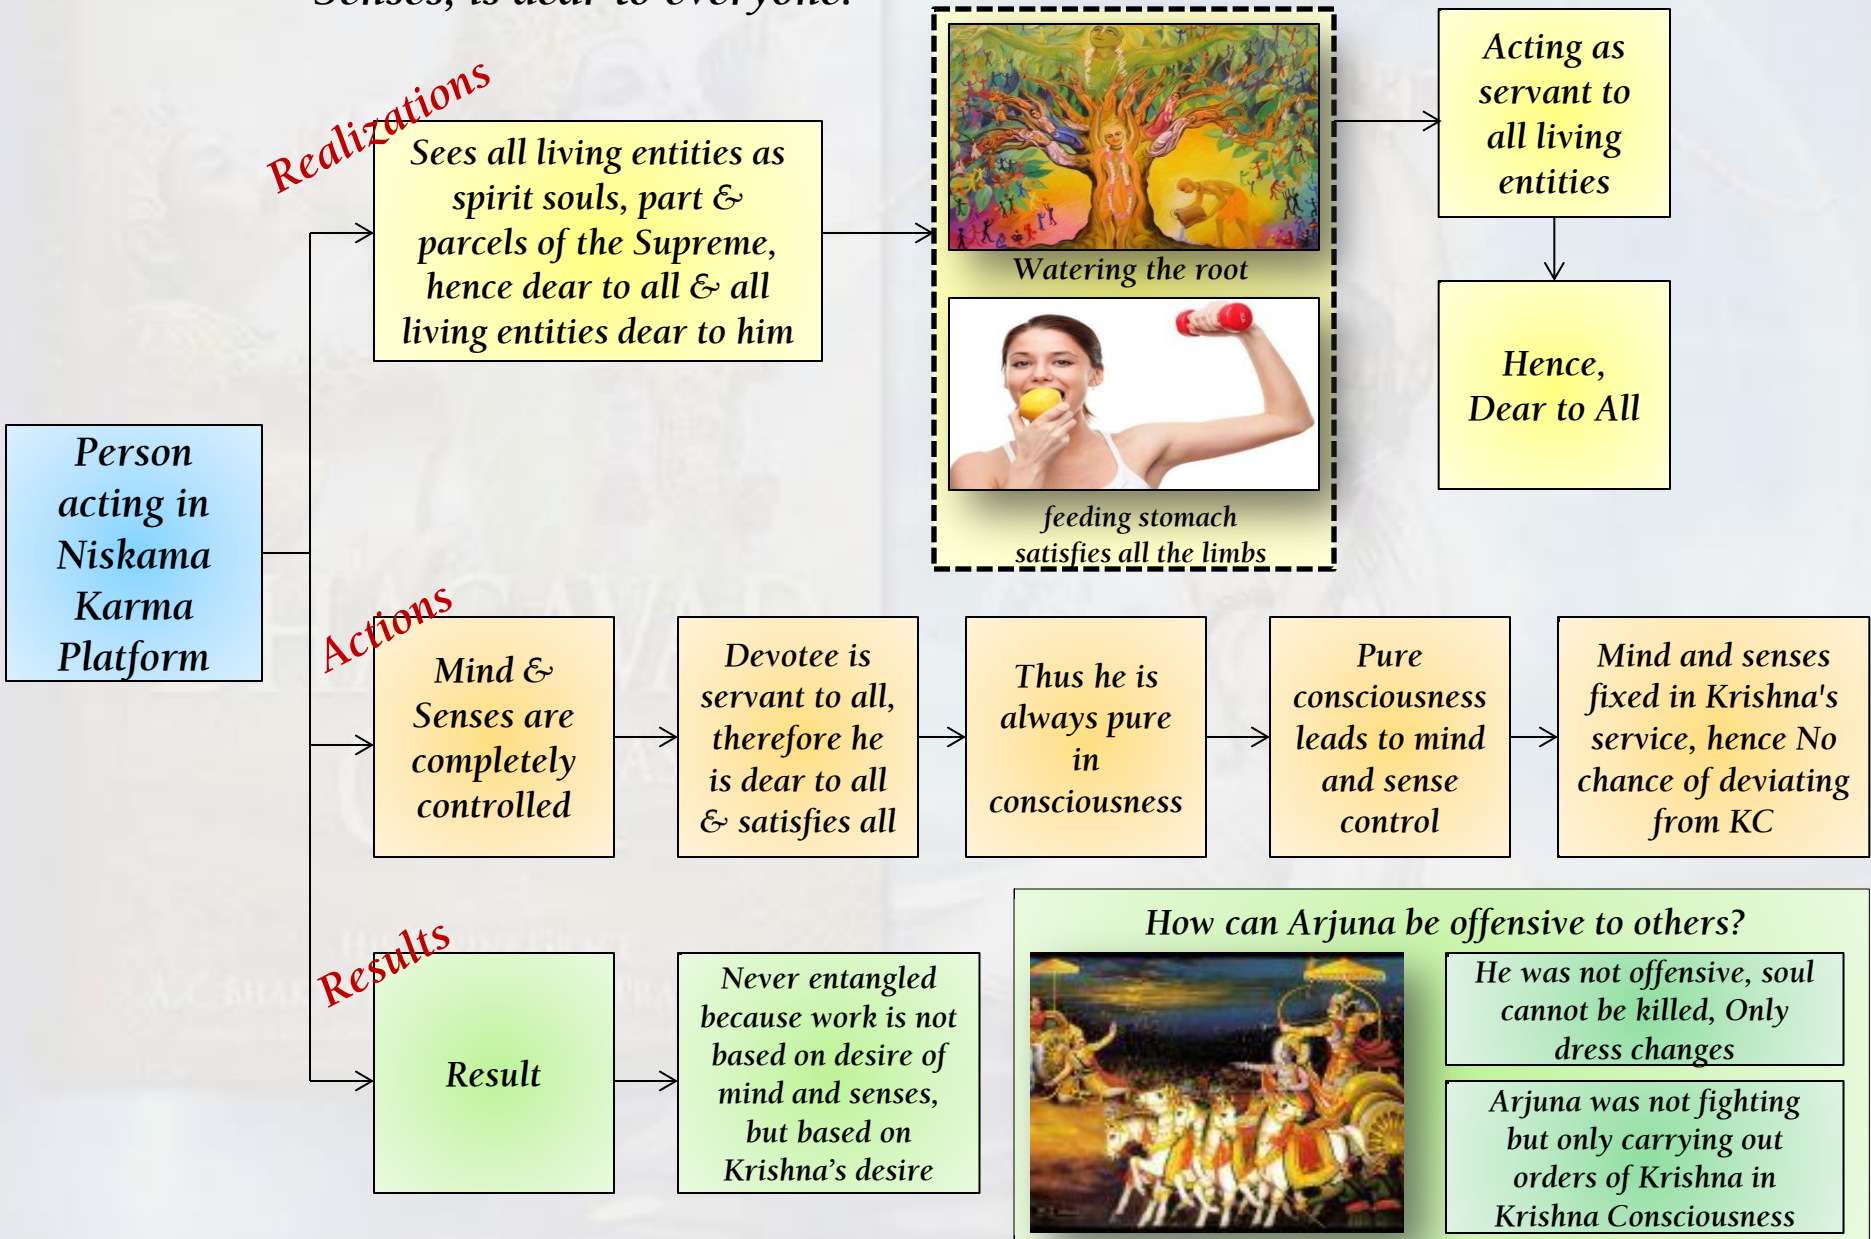 Senses, is dear to everyone.
Realizations
Sees all living entities as
spirit souls, part &
parcels of the Supreme,
hence dear to all & all
living entities dear to him
Watering the root
feeding stomach
satisfies all the limbs
Acting as
servant to
all living
entities
Hence,
Dear to All
Person
acting in
Niskama
Karma
Platform
Actions
Mind &
Senses are
completely
controlled
Devotee is
servant to all,
therefore he
is dear to all
& satisfies all
Thus he is
always pure
in
consciousness
Pure
consciousness
leads to mind
and sense
control
Mind and senses
fixed in Krishna's
service, hence No
chance of deviating
from KC
Results
Result
Never entangled
because work is not
based on desire of
mind and senses,
but based on
Krishna’s desire
How can Arjuna be offensive to others?
He was not offensive, soul
cannot be killed, Only
dress changes
Arjuna was not fighting
but only carrying out
orders of Krishna in
Krishna Consciousness